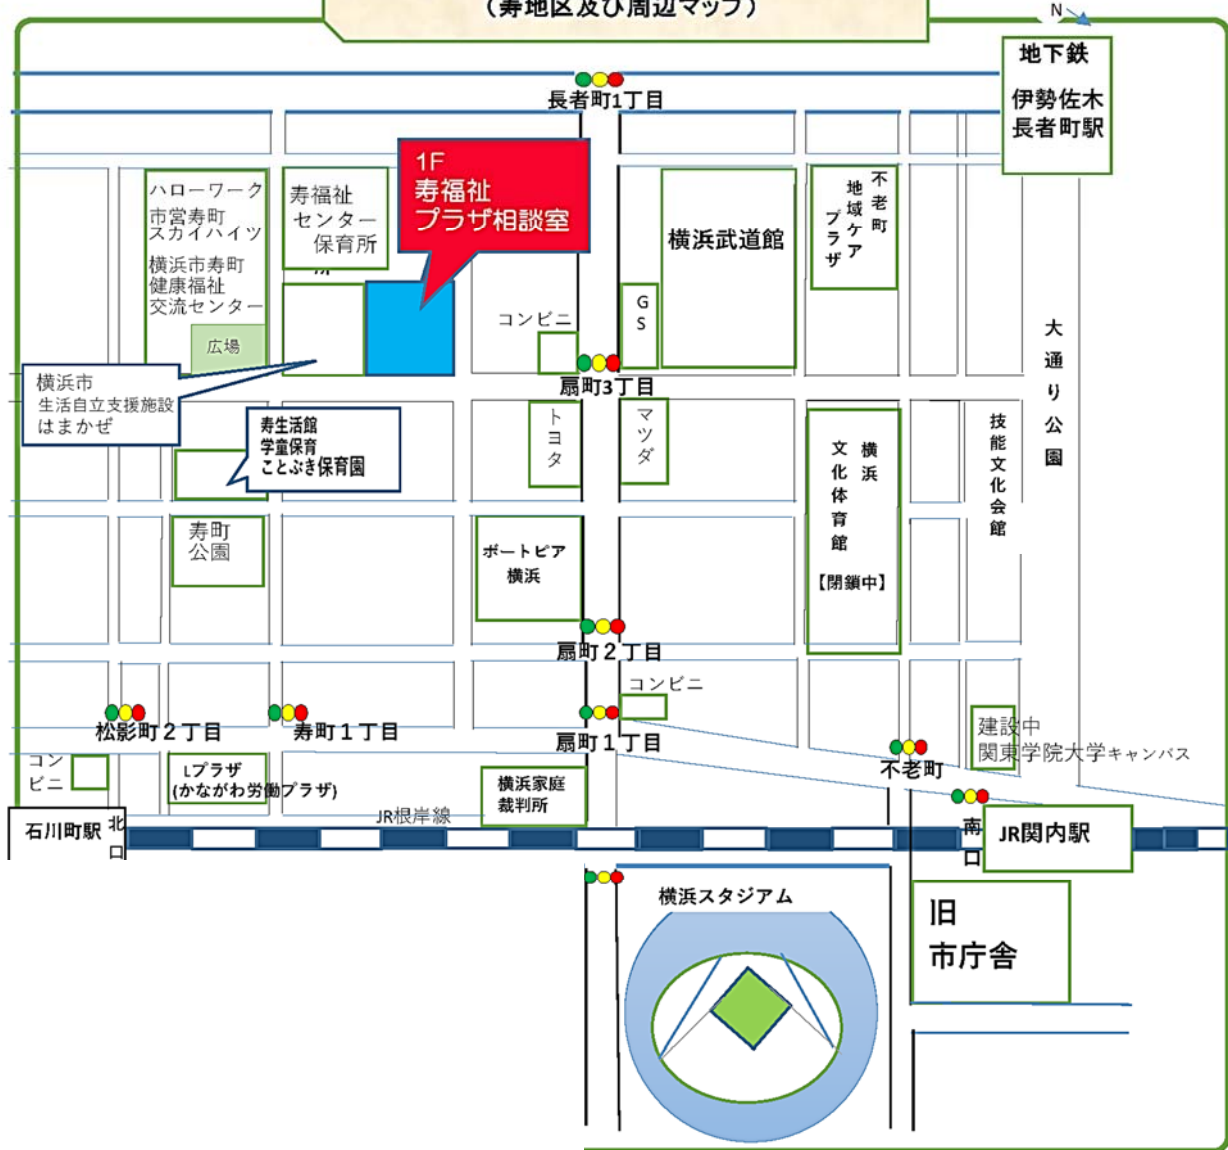 (寿地区及び周辺マップ)
N
地下鉄
伊勢佐木
長者町駅
長者町1丁目
1F
寿福祉
プラザ相談室
ハローワーク
市営寿町
スカイハイツ
横浜市寿町
健康福祉
交流センター
広場
寿福祉
センター
保育所
横浜武道館
不老町
地域ケア
プラザ
GS
コンビニ
扇町3丁目
大通り公園
横浜市
生活自立支援施設
はまかぜ
寿生活館
学童保育
ことぶき保育園
トヨタ
マツダ
横浜
文化体育館
【閉鎖中】
技能文化会館
寿町
公園
ボートピア
横浜
扇町2丁目
コンビニ
松影町2丁目
寿町1丁目
扇町1丁目
不老町
建設中
関東学院大学キャンパス
コン
ビニ
Lプラザ
(かながわ労働プラザ)
横浜家庭
裁判所
JR根岸線
石川町駅
北口
南口
JR関内駅
横浜スタジアム
旧
市庁舎